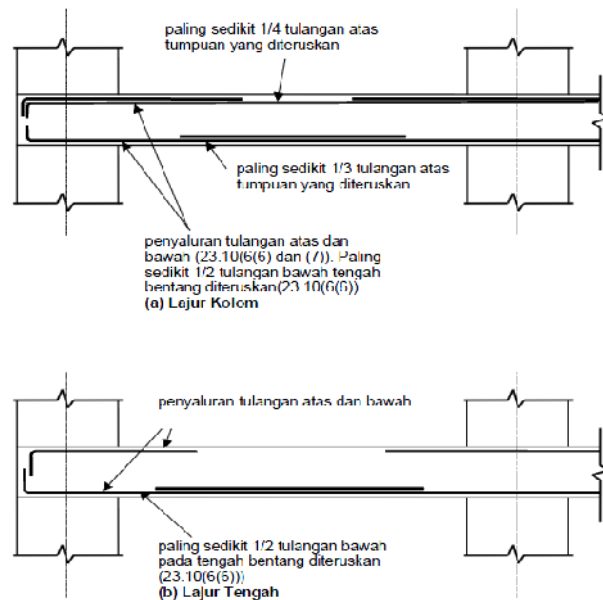 paling sedikit 1/4 tulangan atas
tumpuan yang diteruskan
paling sedikit 1/3 tulangan atas
tumpuan yang diteruskan
penyaluran tulangan atas dan
bawah (23.10(6(6) dan (7)). Paling
sedikit 1/2 tulangan bawah tengah
bentang diteruskan(23.10(6(6))
(a) Lajur Kolom
penyaluran tulangan atas dan bawah
paling sedikit 1/2 tulangan bawah
pada tengah bentang diteruskan
(23.10(6(6)))
(b) Lajur Tengah